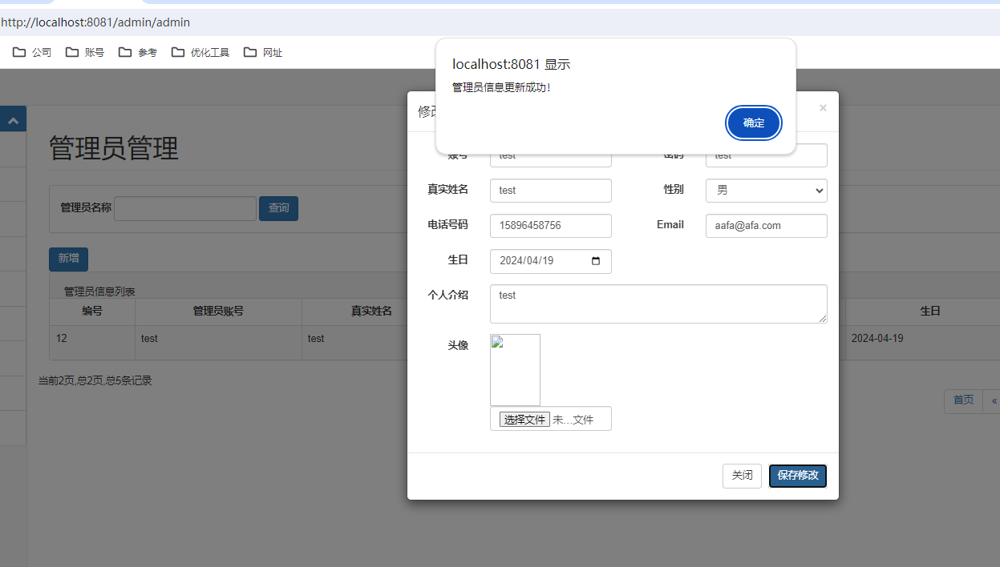 http://localhost:8081/admin/admin
公司 账号 参考 优化工具 网址
localhost:8081 显示
管理员信息更新成功!
确定
×
管理员管理
管理员名称 查询
新增
管理员信息列表
编号 管理员账号 真实姓名 生日
12 test test 2024-04-19
当前2页,总2页,总5条记录
首页 «
修改
账号 test 密码 test
真实姓名 test 性别 男
电话号码 15896458756 Email aafa@afa.com
生日 2024/04/19
个人介绍 test
头像
选择文件 未...文件
关闭 保存修改